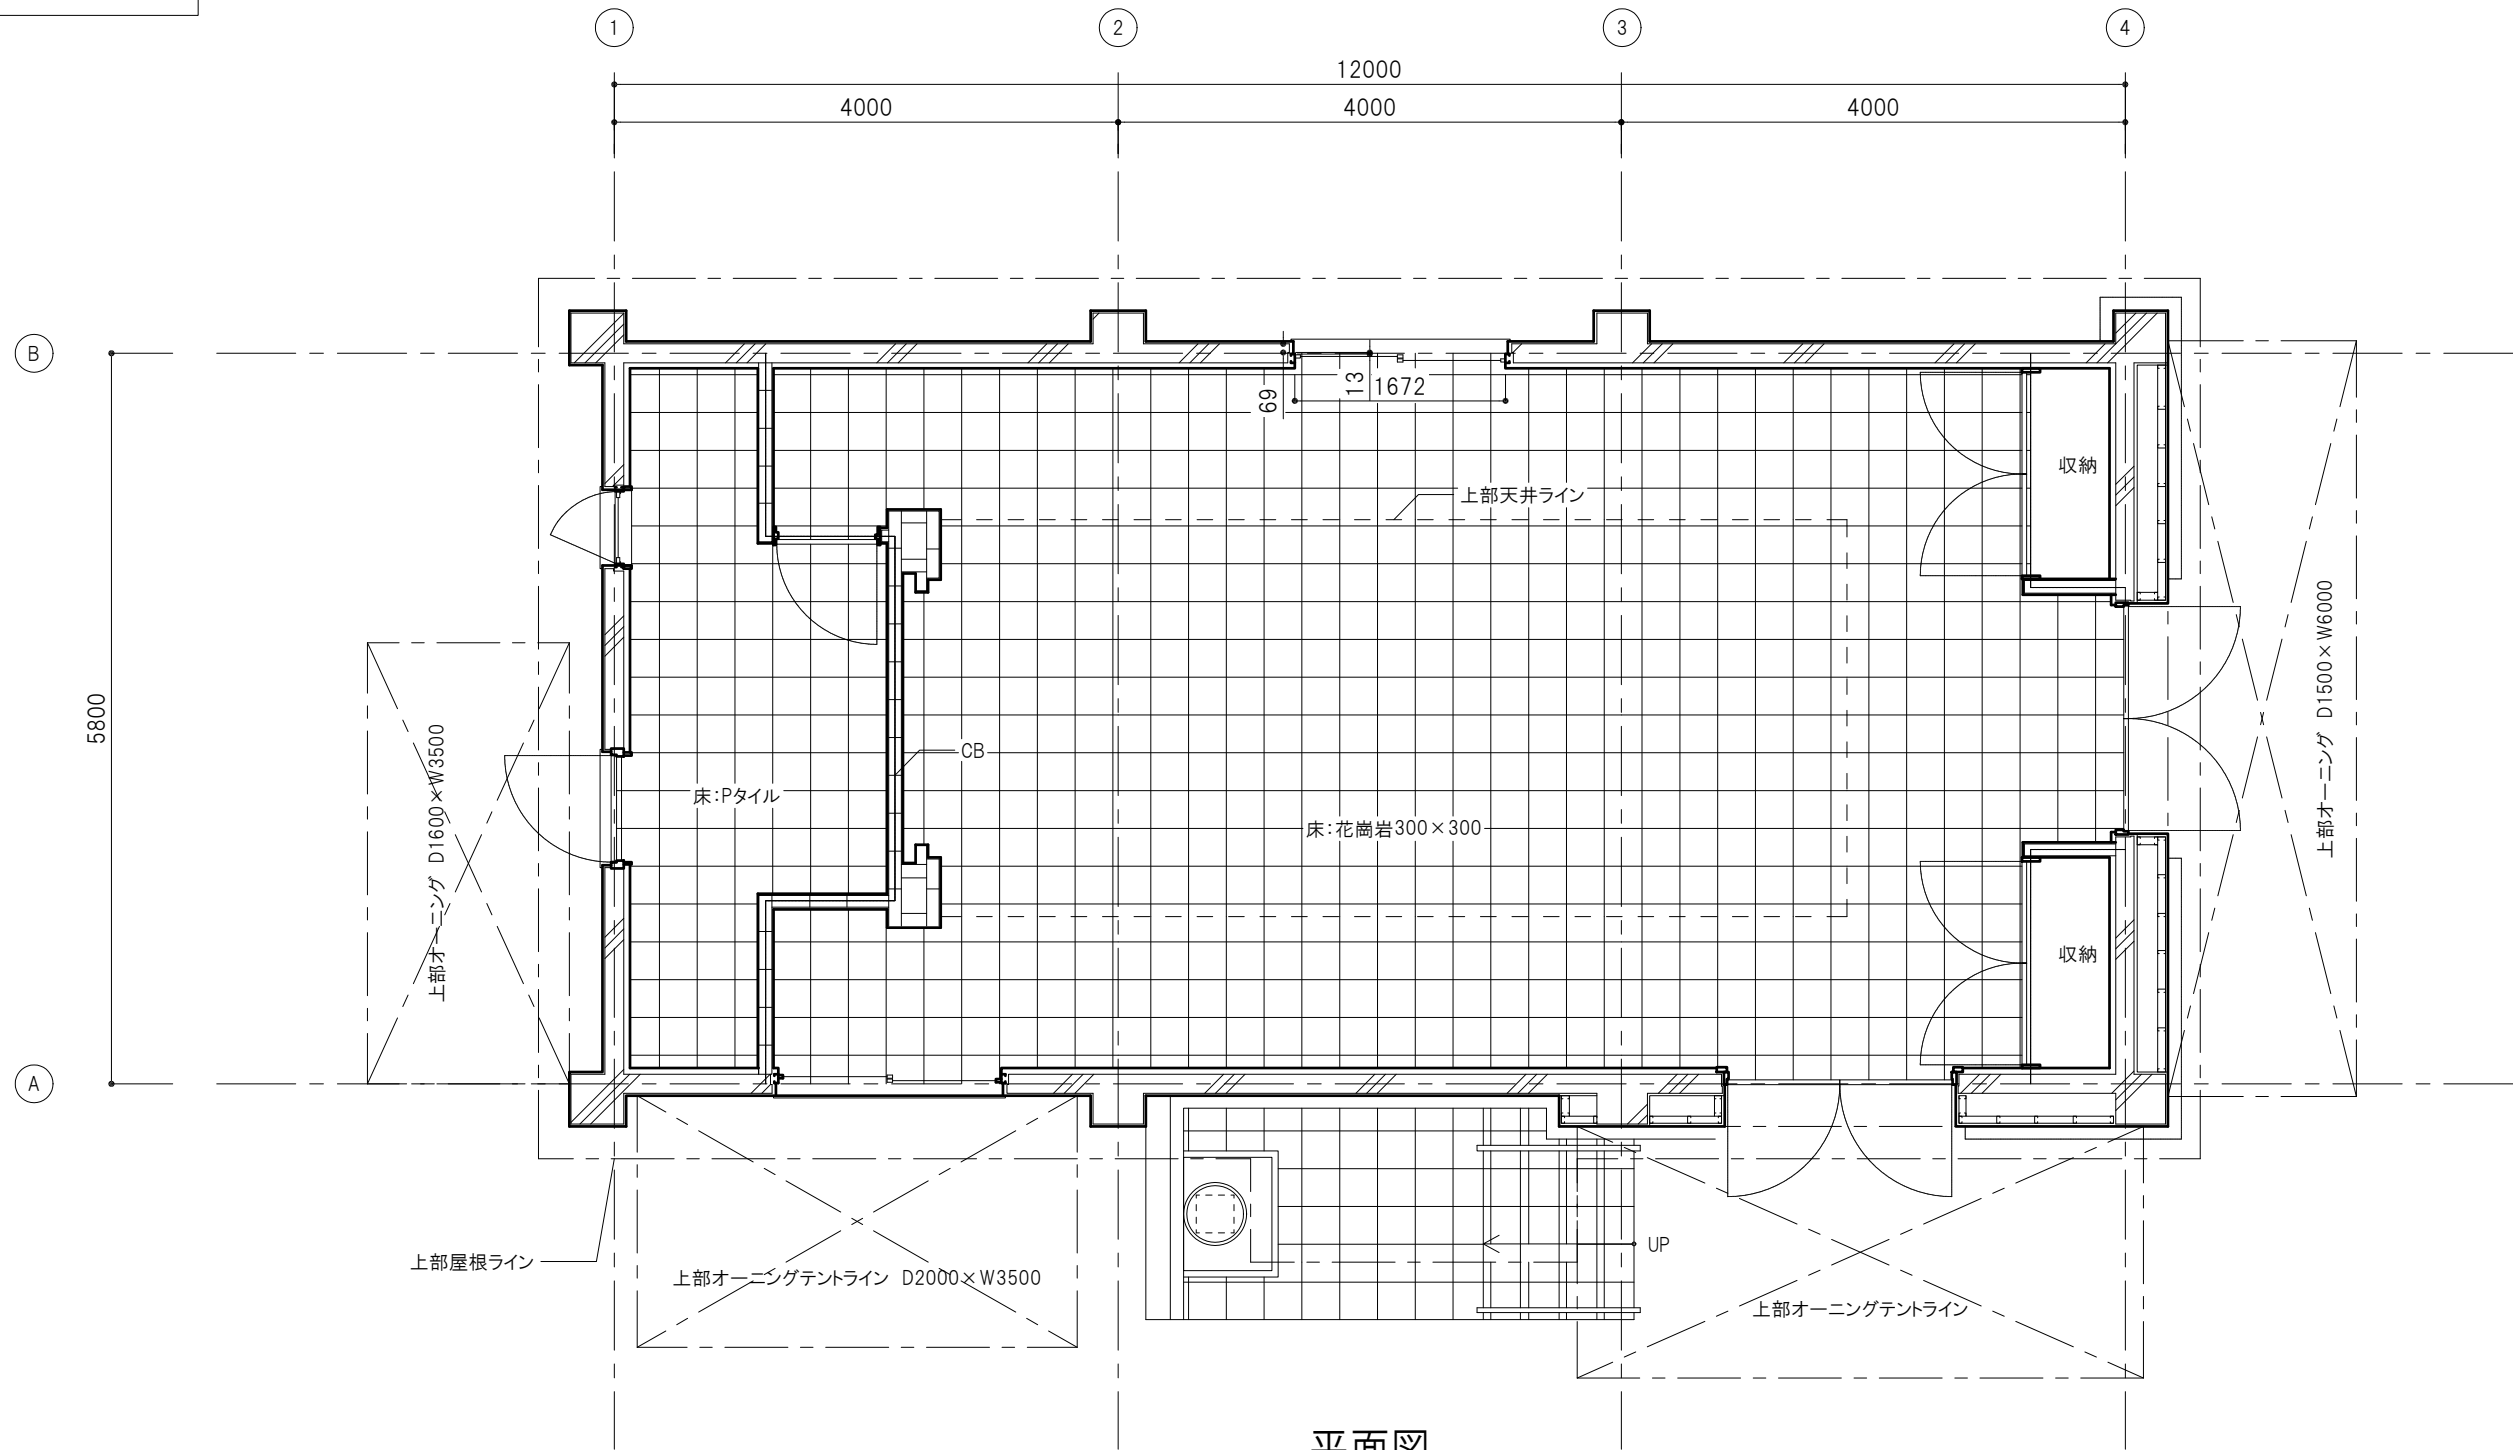 1
2
3
4
12000
4000
4000
4000
B
13
1672
69
収納
上部天井ライン
5800
上部オーニング D1600×W3500
上部オーニング D1500×W6000
CB
床:Pタイル
床:花崗岩300×300
収納
A
UP
上部屋根ライン
上部オーニングテントライン D2000×W3500
上部オーニングテントライン
平面図